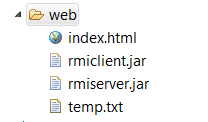 web
index.html
rmiclient.jar
rmiserver.jar
temp.txt